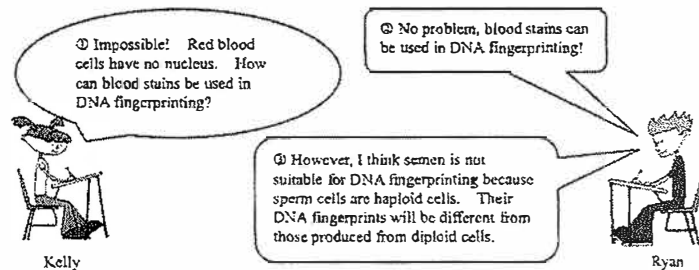 ① Impossible! Red blood
cells have no nucleus. How
can blood stains be used in
DNA fingerprinting?
② No problem, blood stains can
be used in DNA fingerprinting!
③ However, I think semen is not
suitable for DNA fingerprinting because
sperm cells are haploid cells. Their
DNA fingerprints will be different from
those produced from diploid cells.
Kelly
Ryan